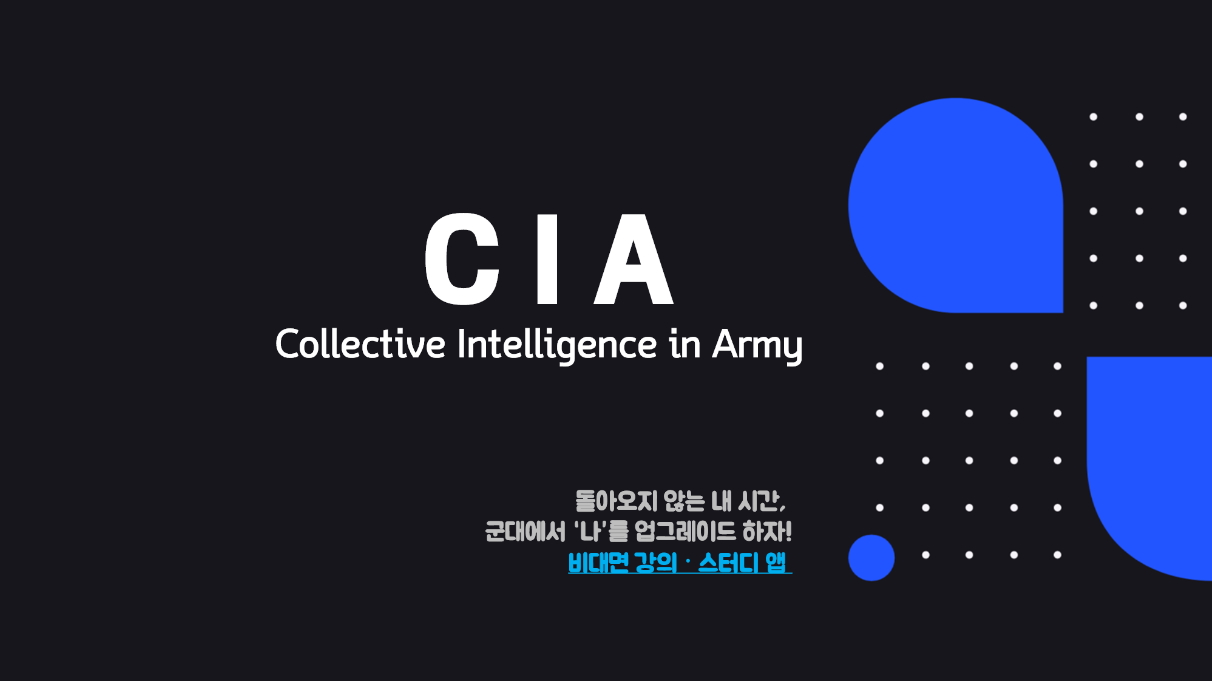 CIA
Collective Intelligence in Army
돌아오지 않는 내 시간,
군대에서 '나'를 업그레이드 하자!
비대면 강의 · 스터디 앱